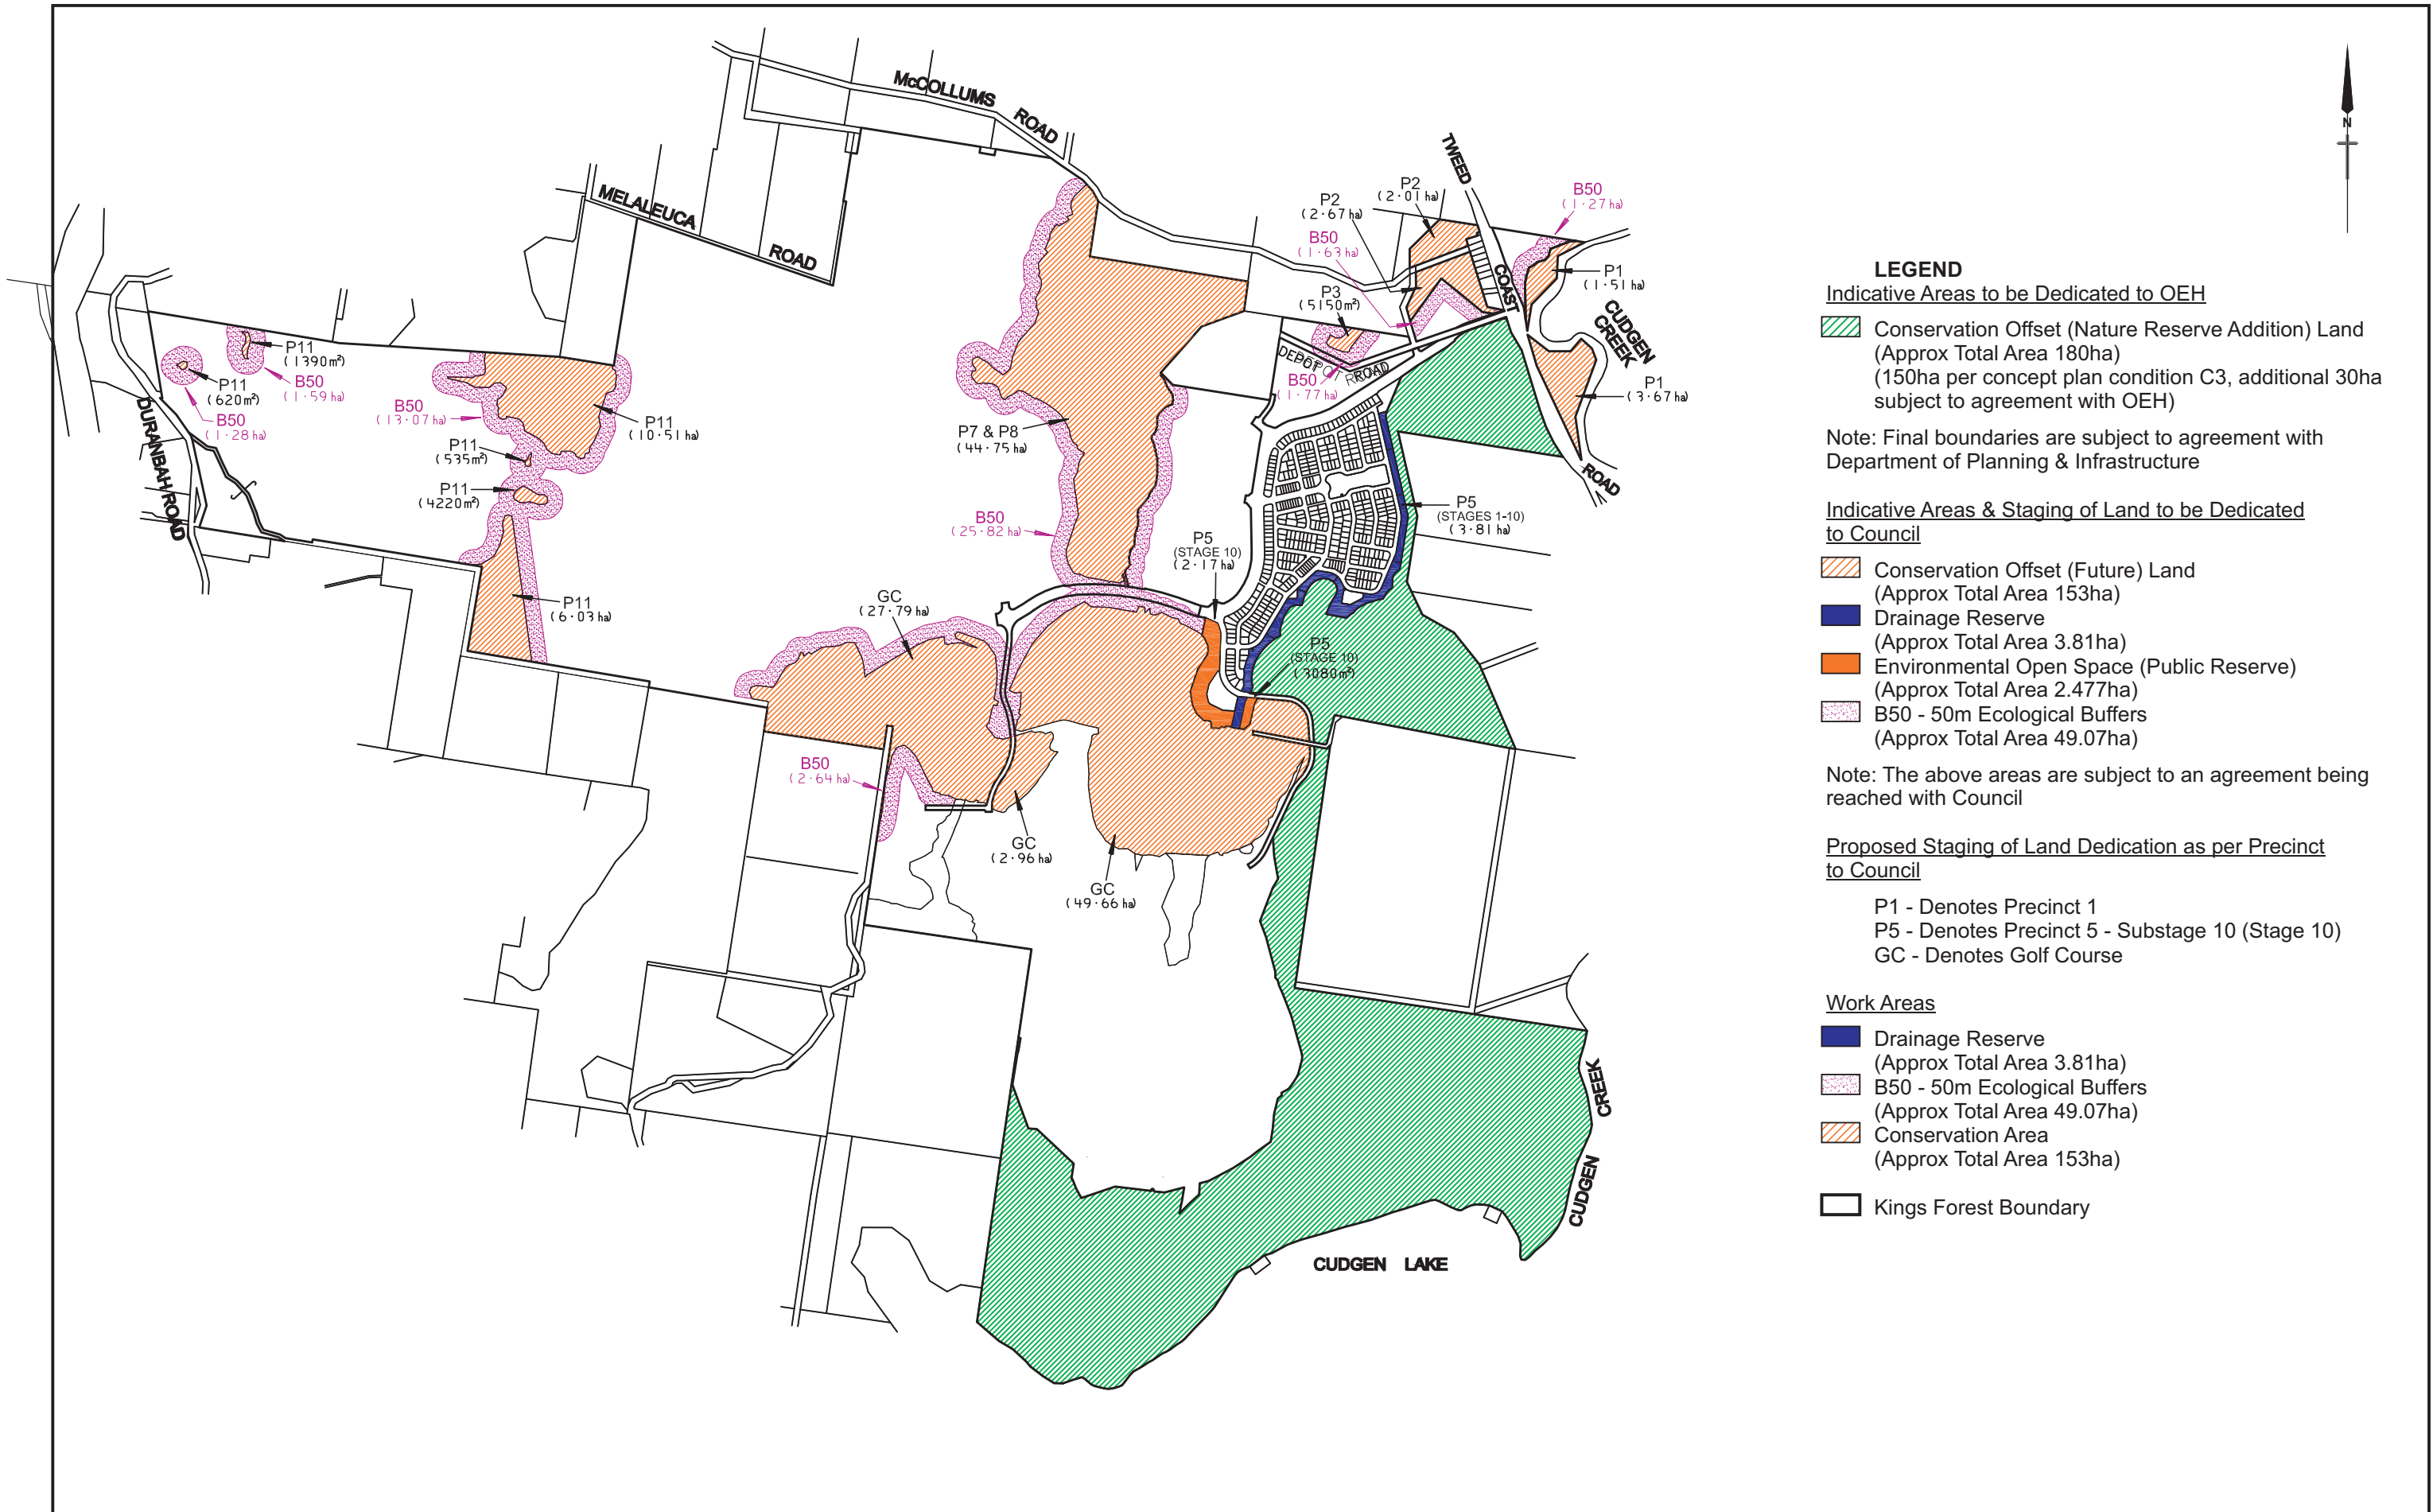 McCOLLUMS
ROAD
MELALEUCA
ROAD
TWEED
COAST
ROAD
P2
(2·01 ha)
P2
(2·67 ha)
B50
(1·63 ha)
B50
(1·27 ha)
P1
(1·51 ha)
CUDGEN
CREEK
P3
(5150m²)
DEPOT ROAD
DEPOT ROAD
B50
(1·77 ha)
P1
(3·67 ha)
P11
(1390m²)
P11
(620m²)
B50
(1·59 ha)
B50
(1·28 ha)
DURANBAH ROAD
B50
(13·07 ha)
P11
(10·51 ha)
P11
(535m²)
P11
(4220m²)
P11
(6·03 ha)
P7 & P8
(44·75 ha)
B50
(25·82 ha)
P5
(STAGES 1-10)
(3·81 ha)
P5
(STAGE 10)
(2·17 ha)
P5
(STAGE 10)
(3080m²)
GC
(27·79 ha)
B50
(2·64 ha)
GC
(2·96 ha)
GC
(49·66 ha)
CUDGEN CREEK
CUDGEN LAKE
N
LEGEND
Indicative Areas to be Dedicated to OEH
Conservation Offset (Nature Reserve Addition) Land
(Approx Total Area 180ha)
(150ha per concept plan condition C3, additional 30ha
subject to agreement with OEH)
Note: Final boundaries are subject to agreement with
Department of Planning & Infrastructure
Indicative Areas & Staging of Land to be Dedicated
to Council
Conservation Offset (Future) Land
(Approx Total Area 153ha)
Drainage Reserve
(Approx Total Area 3.81ha)
Environmental Open Space (Public Reserve)
(Approx Total Area 2.477ha)
B50 - 50m Ecological Buffers
(Approx Total Area 49.07ha)
Note: The above areas are subject to an agreement being
reached with Council
Proposed Staging of Land Dedication as per Precinct
to Council
P1 - Denotes Precinct 1
P5 - Denotes Precinct 5 - Substage 10 (Stage 10)
GC - Denotes Golf Course
Work Areas
Drainage Reserve
(Approx Total Area 3.81ha)
B50 - 50m Ecological Buffers
(Approx Total Area 49.07ha)
Conservation Area
(Approx Total Area 153ha)
Kings Forest Boundary